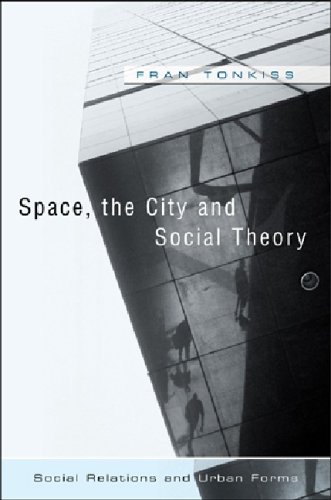 FRAN TONKISS
Space, the City and
Social Theory
Social Relations and Urban Forms